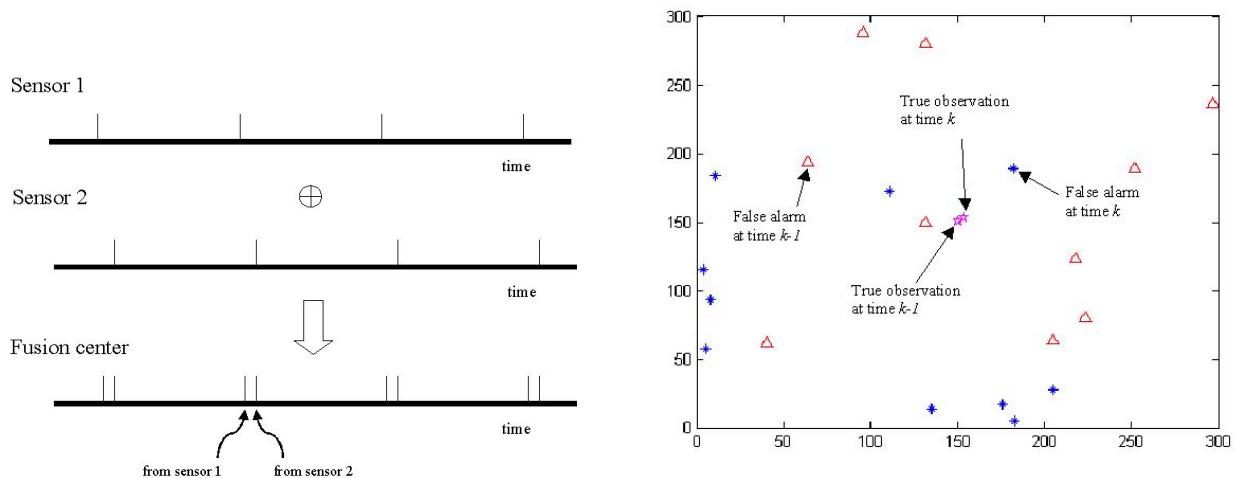 Sensor 1
time
Sensor 2
time
Fusion center
time
from sensor 1
from sensor 2
300
250
200
150
100
50
0
0
50
100
150
200
250
300
True observation
at time k
False alarm
at time k
False alarm
at time k-1
True observation
at time k-1